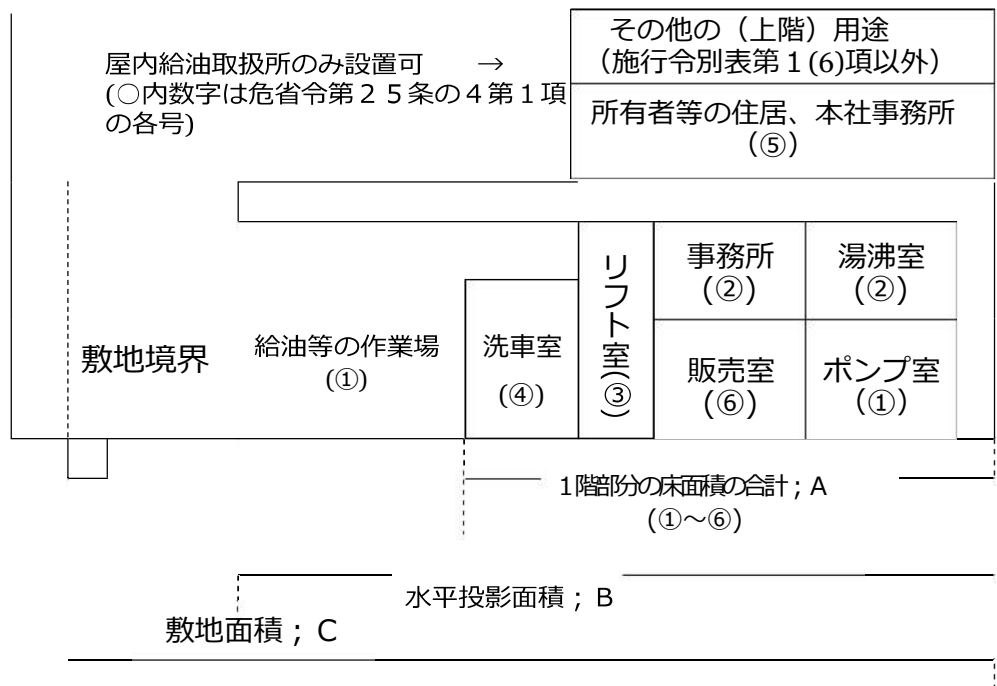 その他の（上階）用途
（施行令別表第１(6)項以外）
屋内給油取扱所のみ設置可　　→
(○内数字は危省令第２５条の４第１項
の各号)
所有者等の住居、本社事務所
（⑤）
敷地境界
給油等の作業場
(①)
洗車室
(④)
リフト室(③)
事務所
(②)
湯沸室
(②)
販売室
(⑥)
ポンプ室
(①)
１階部分の床面積の合計；A
(①～⑥)
水平投影面積；Ｂ
敷地面積；Ｃ